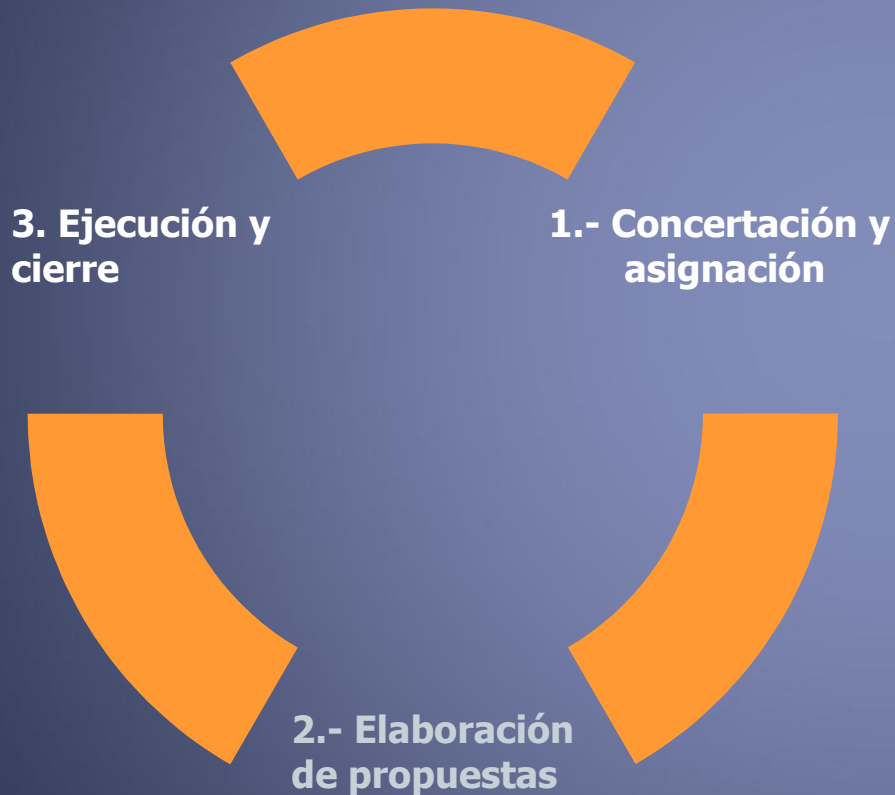 3. Ejecución y
cierre
1.- Concertación y
asignación
2.- Elaboración
de propuestas